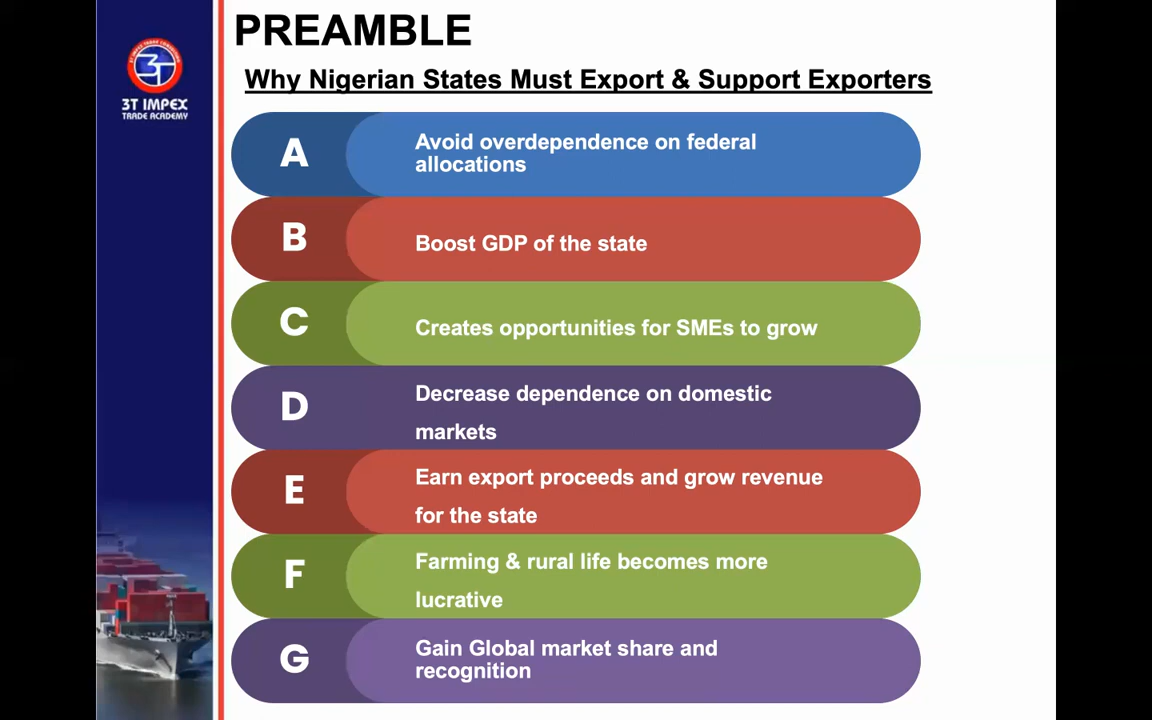 PREAMBLE
Why Nigerian States Must Export & Support Exporters
3T IMPEX
TRADE ACADEMY
A
Avoid overdependence on federal
allocations
B
Boost GDP of the state
C
Creates opportunities for SMEs to grow
D
Decrease dependence on domestic
markets
E
Earn export proceeds and grow revenue
for the state
F
Farming & rural life becomes more
lucrative
G
Gain Global market share and
recognition